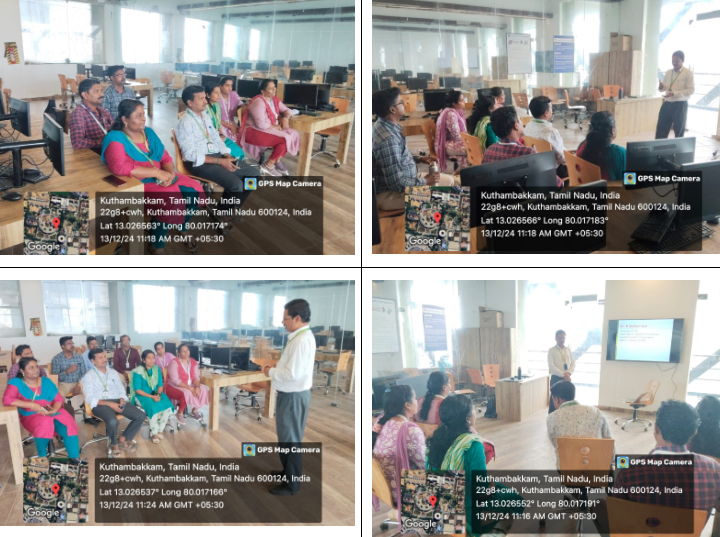 GPS Map Camera
Kuthambakkam, Tamil Nadu, India
22g8+cwh, Kuthambakkam, Tamil Nadu 600124, India
Lat 13.026563° Long 80.017174°
13/12/24 11:18 AM GMT +05:30
Google
GPS Map Camera
Kuthambakkam, Tamil Nadu, India
22g8+cwh, Kuthambakkam, Tamil Nadu 600124, India
Lat 13.026566° Long 80.017183°
13/12/24 11:18 AM GMT +05:30
Google
GPS Map Camera
Kuthambakkam, Tamil Nadu, India
22g8+cwh, Kuthambakkam, Tamil Nadu 600124, India
Lat 13.026537° Long 80.017166°
13/12/24 11:24 AM GMT +05:30
Google
GPS Map Camera
Kuthambakkam, Tamil Nadu, India
22g8+cwh, Kuthambakkam, Tamil Nadu 600124, India
Lat 13.026552° Long 80.017191°
13/12/24 11:16 AM GMT +05:30
Google